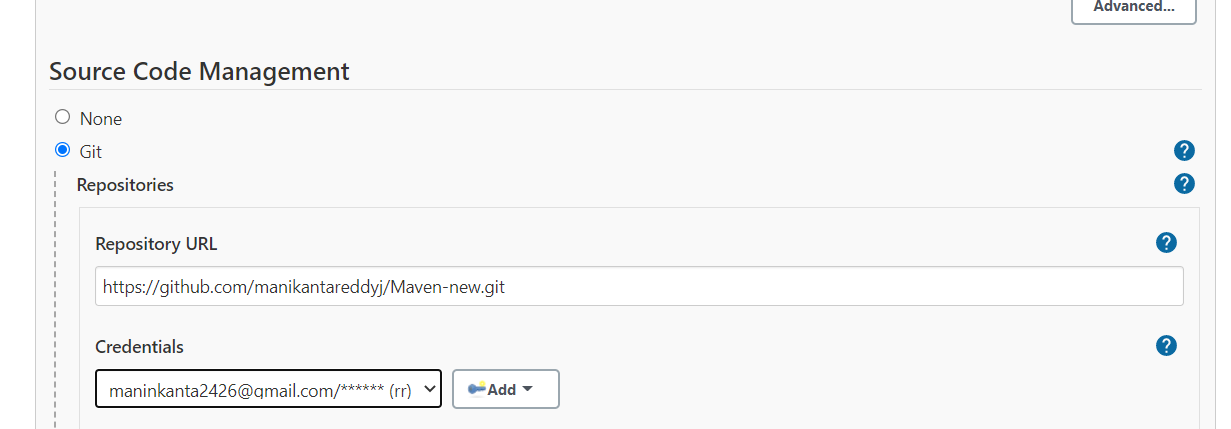 Advanced...
Source Code Management
None
Git
?
Repositories
?
Repository URL
?
https://github.com/manikantareddyj/Maven-new.git
Credentials
?
maninkanta2426@gmail.com/****** (rr)
Add